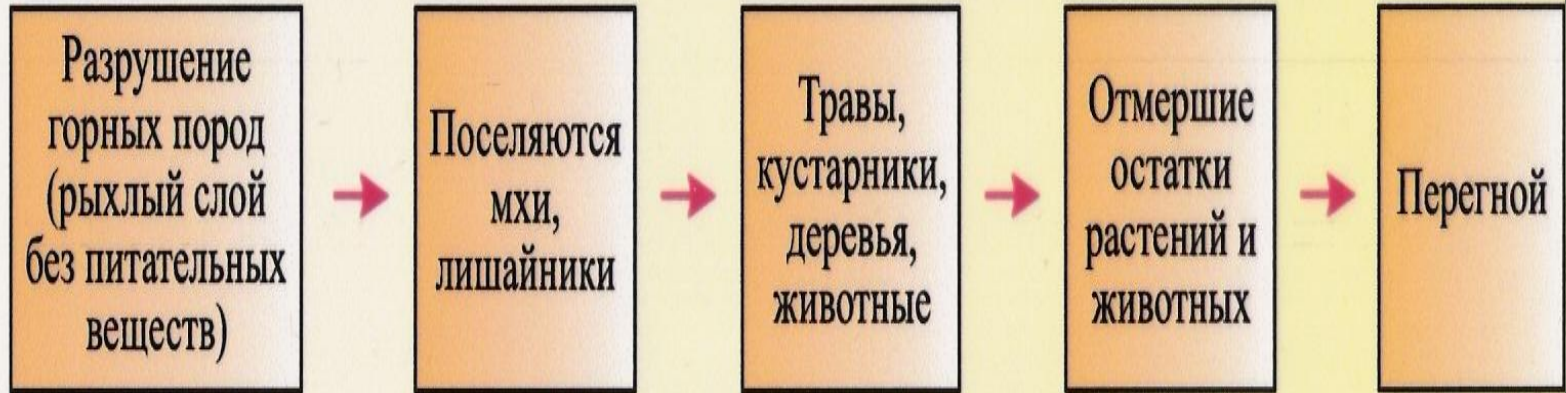 Разрушение
горных пород
(рыхлый слой
без питательных
веществ)
Поселяются
мхи,
лишайники
Травы,
кустарники,
деревья,
животные
Отмершие
остатки
растений и
животных
Перегной